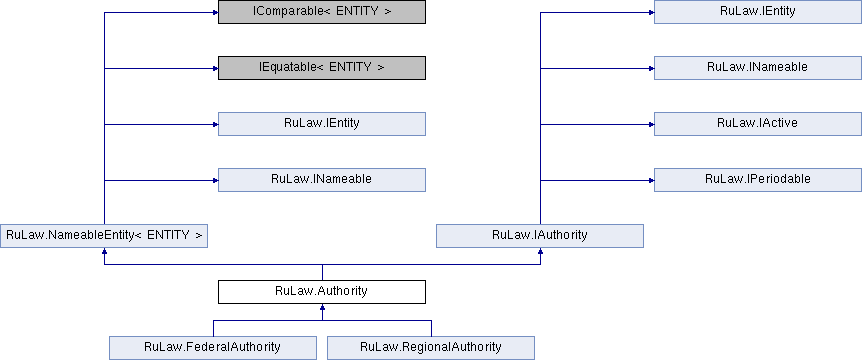 IComparable< ENTITY >
RuLaw.IEntity
IEquatable< ENTITY >
RuLaw.INameable
RuLaw.IEntity
RuLaw.IActive
RuLaw.INameable
RuLaw.IPeriodable
RuLaw.NameableEntity< ENTITY >
RuLaw.IAuthority
RuLaw.Authority
RuLaw.FederalAuthority
RuLaw.RegionalAuthority